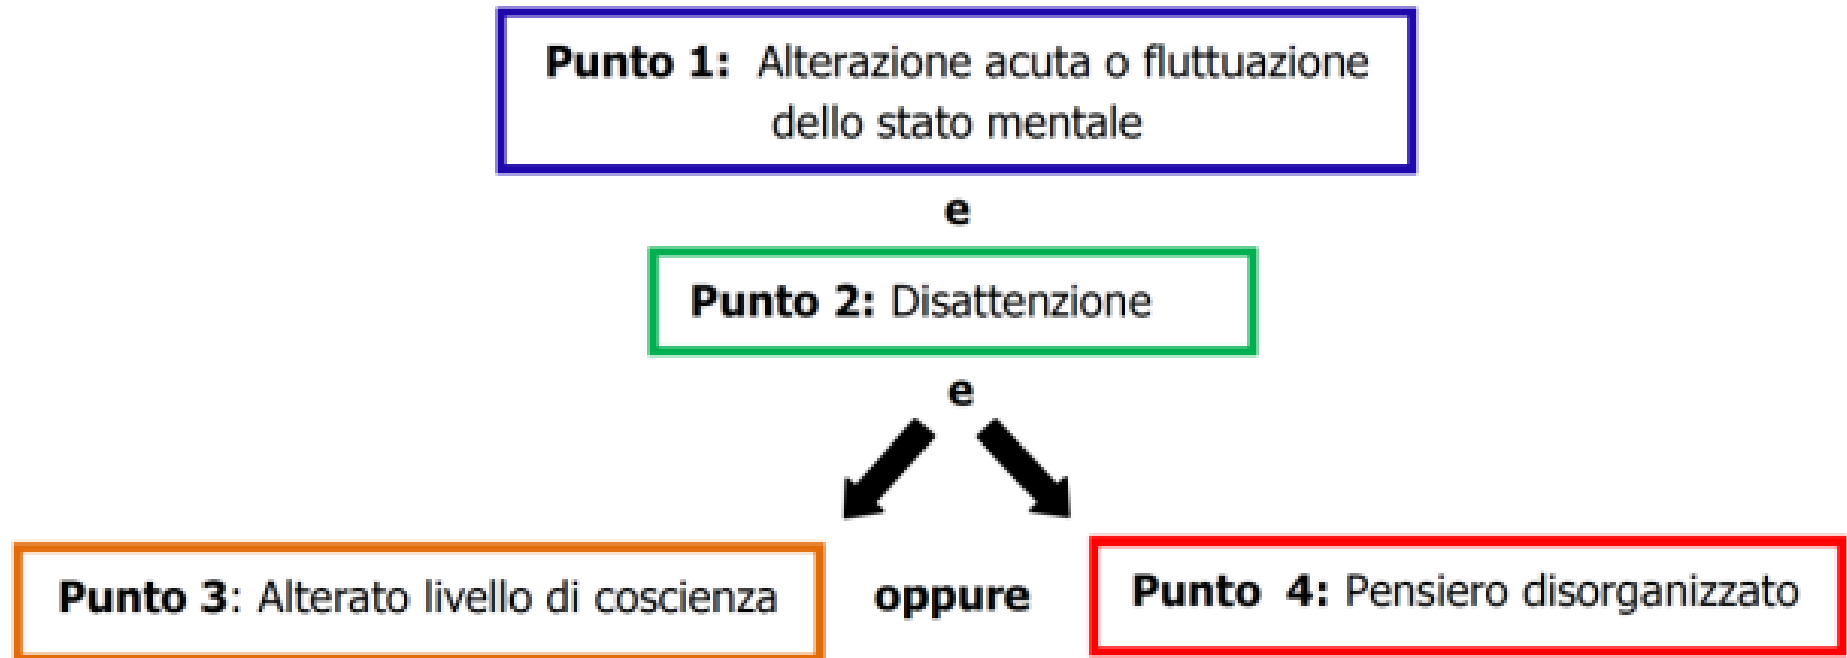 Punto 1: Alterazione acuta o fluttuazione
dello stato mentale
e
Punto 2: Disattenzione
e
Punto 3: Alterato livello di coscienza
oppure
Punto 4: Pensiero disorganizzato